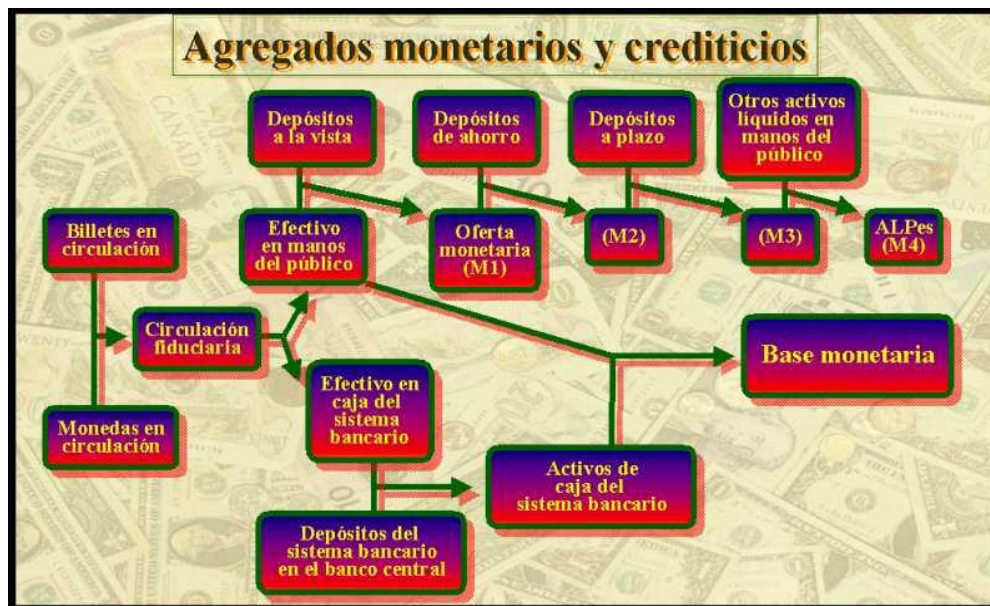 Agregados monetarios y crediticios
Depósitos
a la vista
Depósitos
de ahorro
Depósitos
a plazo
Otros activos
líquidos en
manos del
público
Billetes en
circulación
Efectivo
en manos
del público
Oferta
monetaria
(M1)
(M2)
(M3)
ALPes
(M4)
Circulación
fiduciaría
Base monetaria
Efectivo en
caja del
sistema
bancario
Monedas en
circulación
Activos de
caja del
sistema bancario
Depósitos del
sistema bancario
en el banco central